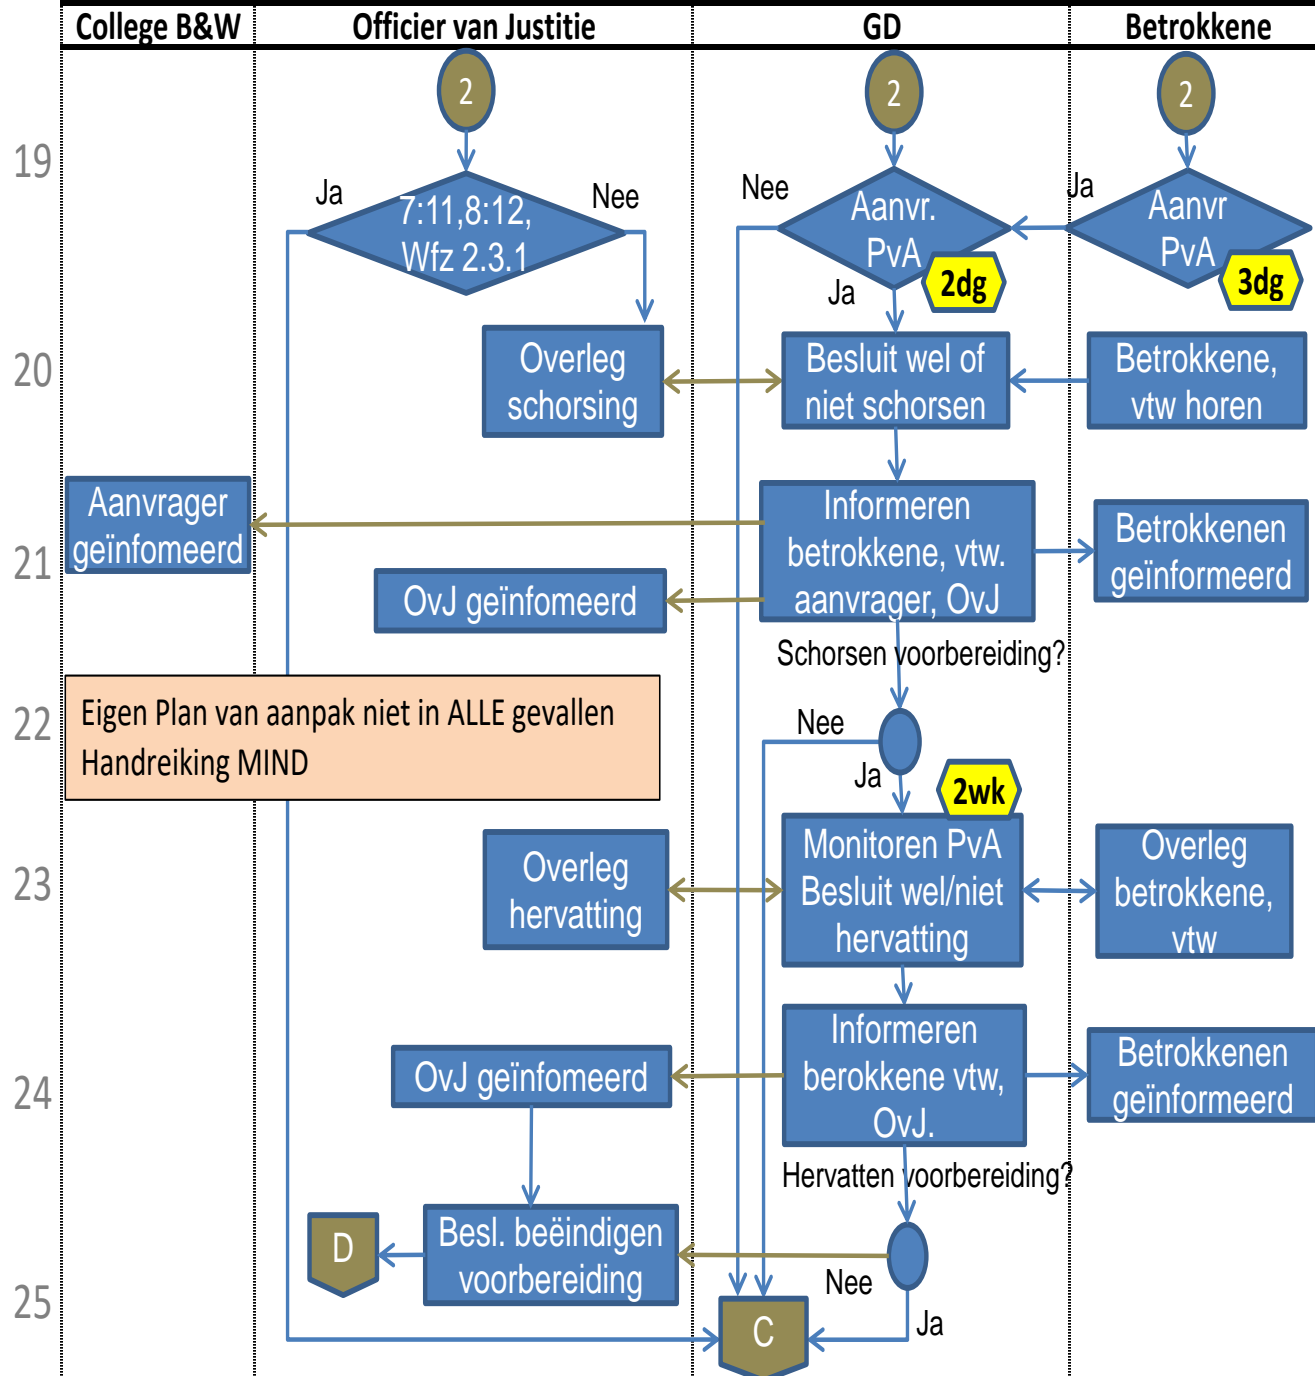 College B&W
Officier van Justitie
GD
Betrokkene
2
2
2
19
Ja
7:11,8:12,
Wfz 2.3.1
Nee
Nee
Aanvr.
PvA
2dg
Ja
Ja
Aanvr
PvA
3dg
20
Overleg
schorsing
Besluit wel of
niet schorsen
Betrokkene,
vtw horen
21
Aanvrager
geïnfomeerd
OvJ geïnfomeerd
Informeren
betrokkene, vtw.
aanvrager, OvJ
Betrokkenen
geïnformeerd
Schorsen voorbereiding?
22
Eigen Plan van aanpak niet in ALLE gevallen
Handreiking MIND
Nee
Ja
2wk
23
Overleg
hervatting
Monitoren PvA
Besluit wel/niet
hervatting
Overleg
betrokkene,
vtw
24
OvJ geïnfomeerd
Informeren
berokkene vtw,
OvJ.
Betrokkenen
geïnformeerd
Hervatten voorbereiding?
D
Besl. beëindigen
voorbereiding
Nee
25
C
Ja